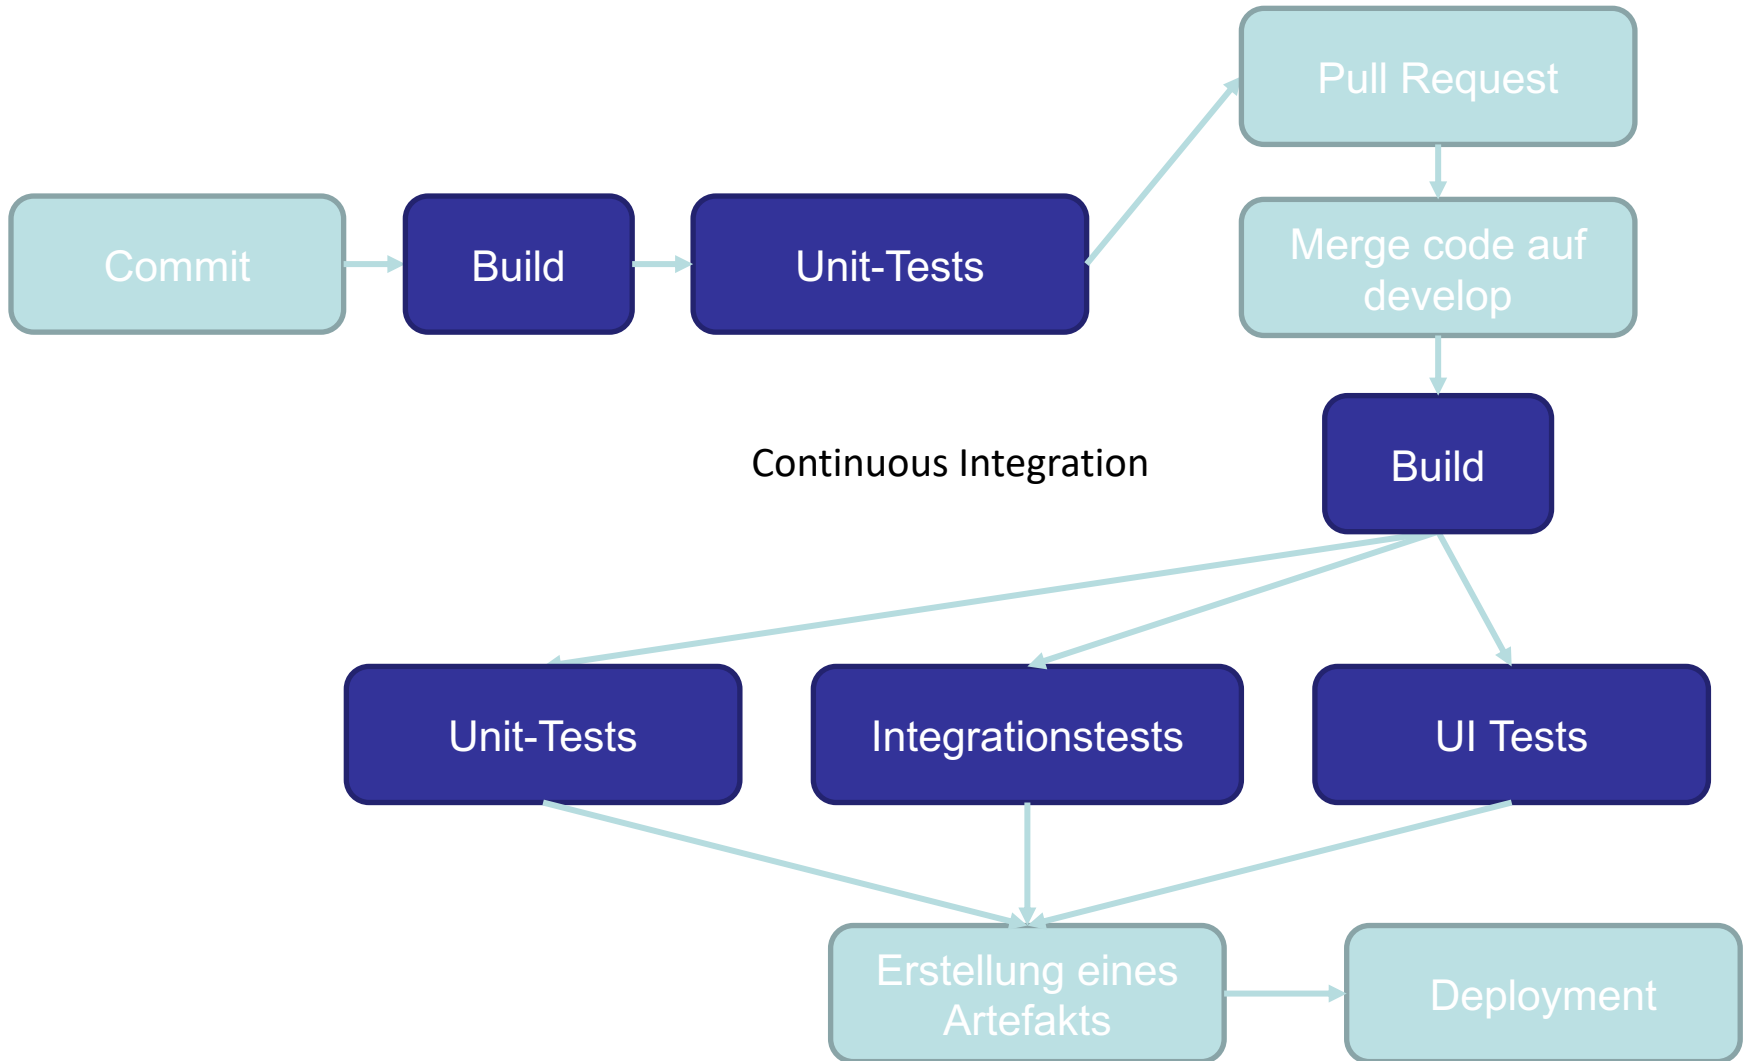 Pull Request
Commit
Build
Unit-Tests
Merge code auf
develop
Continuous Integration
Build
Unit-Tests
Integrationstests
UI Tests
Erstellung eines
Artefakts
Deployment